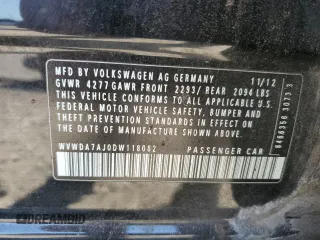 MFD BY VOLKSWAGEN AG GERMANY 11/12
GVWR 4277 GAWR FRONT 2293/ REAR 2094 LBS
THIS VEHICLE CONFORMS TO ALL APPLICABLE U.S.
FEDERAL MOTOR VEHICLE SAFETY, BUMPER AND
THEFT PREVENTION STANDARDS IN EFFECT
ON THE DATE OF MANUFACTURE SHOWN ABOVE
WVWDA7AJ0DW118082 PASSENGER CAR